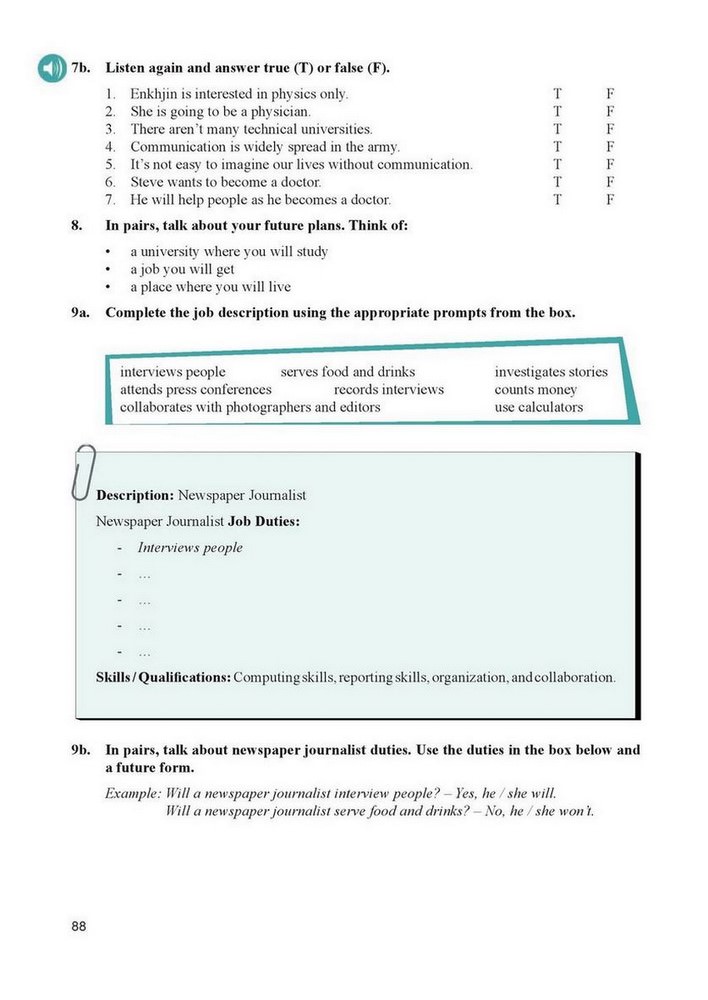 7b. Listen again and answer true (T) or false (F).
1. Enkhjin is interested in physics only. T F
2. She is going to be a physician. T F
3. There aren't many technical universities. T F
4. Communication is widely spread in the army. T F
5. It's not easy to imagine our lives without communication. T F
6. Steve wants to become a doctor. T F
7. He will help people as he becomes a doctor. T F
8. In pairs, talk about your future plans. Think of:
• a university where you will study
• a job you will get
• a place where you will live
9a. Complete the job description using the appropriate prompts from the box.
interviews people serves food and drinks investigates stories
attends press conferences records interviews counts money
collaborates with photographers and editors use calculators
Description: Newspaper Journalist
Newspaper Journalist Job Duties:
- Interviews people
- ...
- ...
- ...
- ...
Skills / Qualifications: Computing skills, reporting skills, organization, and collaboration.
9b. In pairs, talk about newspaper journalist duties. Use the duties in the box below and
a future form.
Example: Will a newspaper journalist interview people? – Yes, he / she will.
Will a newspaper journalist serve food and drinks? – No, he / she won't.
88